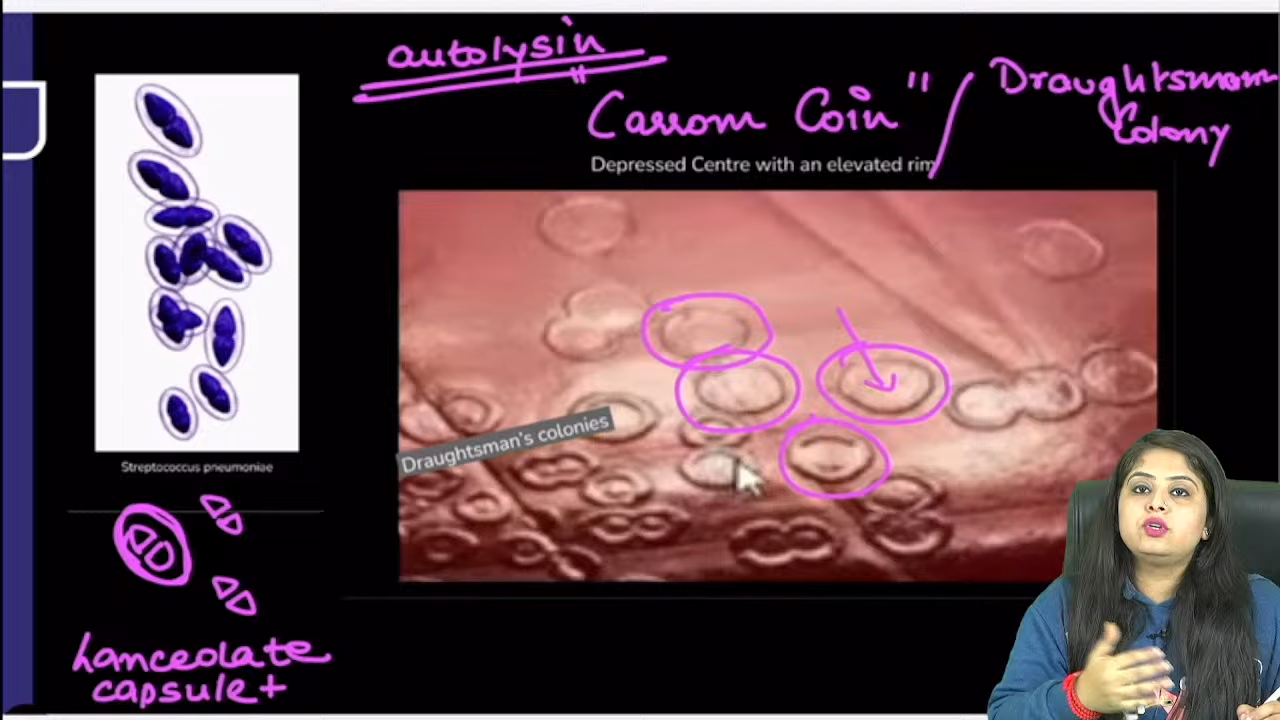 autolysin
"Carrom Coin" / Draughtsman
Colony
Depressed Centre with an elevated rim
Draughtsman's colonies
Streptococcus pneumoniae
Lanceolate
capsule+